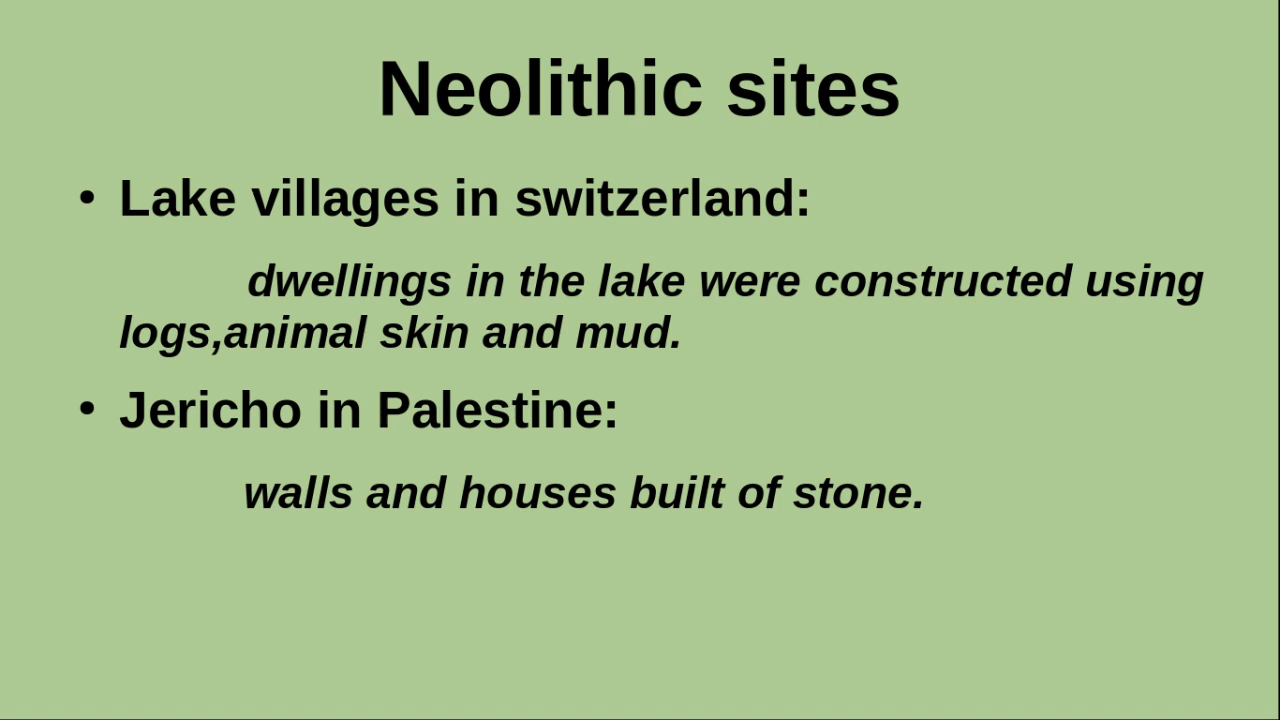 Neolithic sites
• Lake villages in switzerland:
dwellings in the lake were constructed using
logs,animal skin and mud.
• Jericho in Palestine:
walls and houses built of stone.